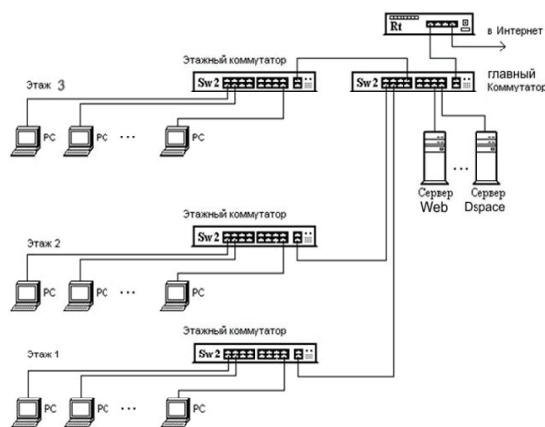 Rt
в Интернет
Этажный коммутатор
Sw 2
Sw 2
главный
Коммутатор
Этаж 3
PC
PC
...
PC
Сервер
Web
...
Сервер
Dspace
Этажный коммутатор
Sw 2
Этаж 2
PC
PC
...
PC
Этажный коммутатор
Sw 2
Этаж 1
PC
PC
...
PC